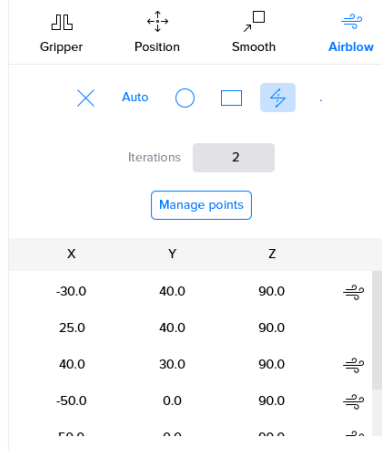 Gripper Position Smooth Airblow
Auto
Iterations 2
Manage points
X Y Z
-30.0 40.0 90.0
25.0 40.0 90.0
40.0 30.0 90.0
-50.0 0.0 90.0